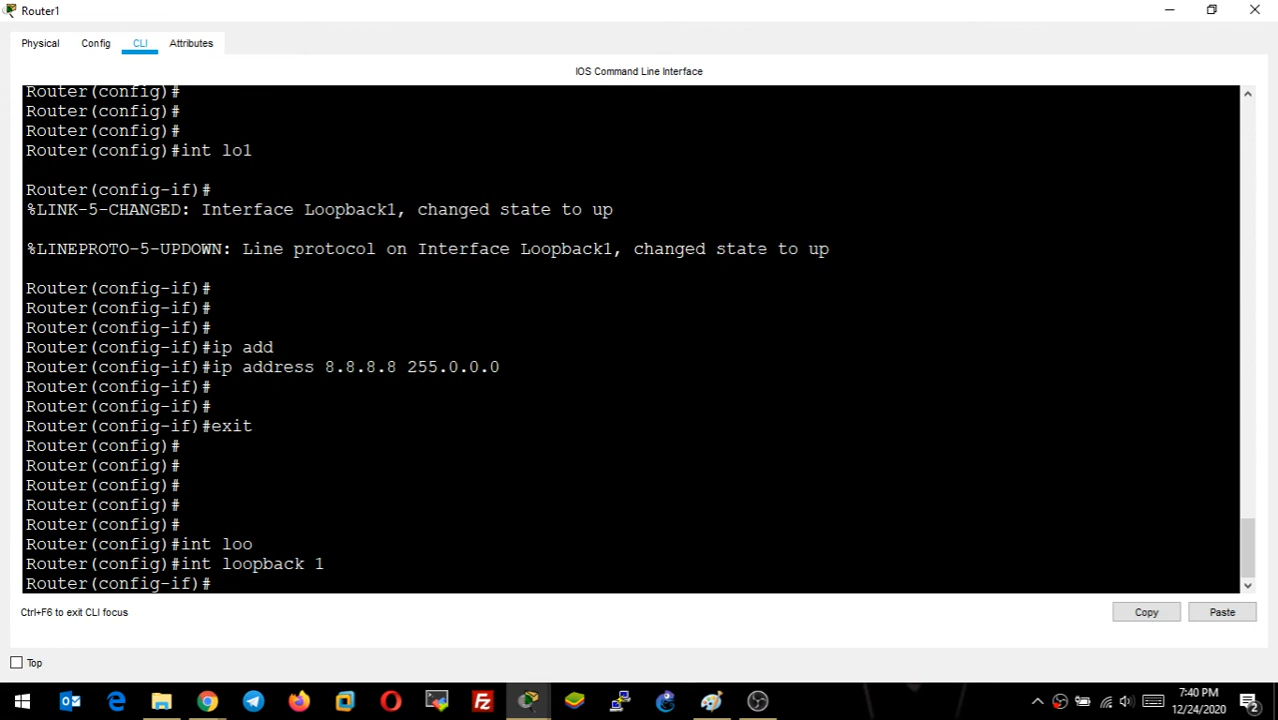 Router1
Physical Config CLI Attributes
IOS Command Line Interface
Router(config)#
Router(config)#
Router(config)#
Router(config)#int lo1
Router(config-if)#
%LINK-5-CHANGED: Interface Loopback1, changed state to up
%LINEPROTO-5-UPDOWN: Line protocol on Interface Loopback1, changed state to up
Router(config-if)#
Router(config-if)#
Router(config-if)#
Router(config-if)#ip add
Router(config-if)#ip address 8.8.8.8 255.0.0.0
Router(config-if)#
Router(config-if)#
Router(config-if)#exit
Router(config)#
Router(config)#
Router(config)#
Router(config)#
Router(config)#
Router(config)#int loo
Router(config)#int loopback 1
Router(config-if)#
Ctrl+F6 to exit CLI focus
Copy Paste
Top
7:40 PM
12/24/2020
2